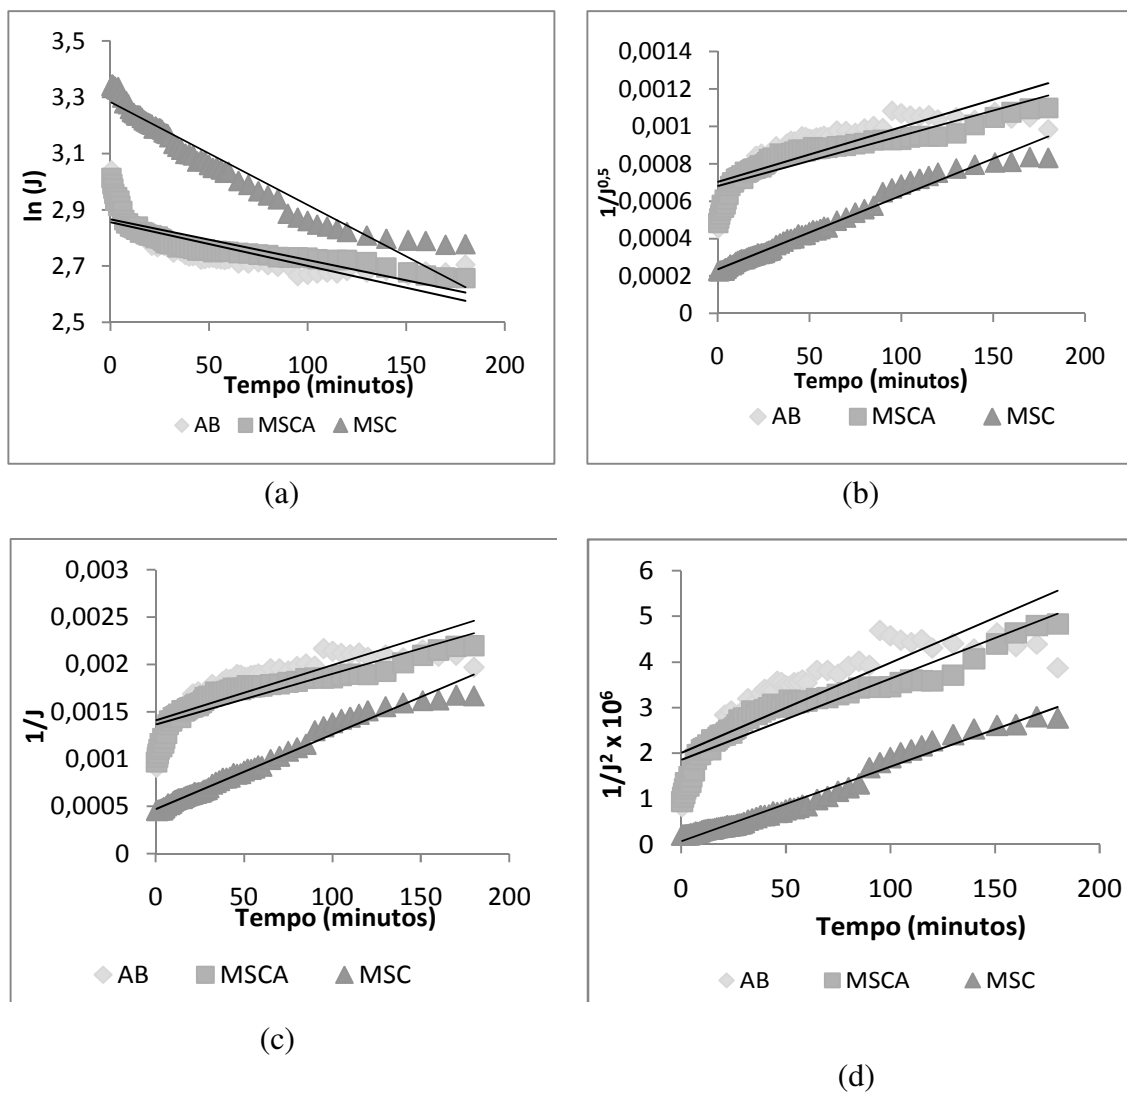 3,5
3,3
3,1
2,9
2,7
2,5
ln (J)
0 50 100 150 200
Tempo (minutos)
AB MSCA MSC
(a)
0,0014
0,0012
0,001
0,0008
0,0006
0,0004
0,0002
0
1/J0,5
0 50 100 150 200
Tempo (minutos)
AB MSCA MSC
(b)
0,003
0,0025
0,002
0,0015
0,001
0,0005
0
1/J
0 50 100 150 200
Tempo (minutos)
AB MSCA MSC
(c)
6
5
4
3
2
1
0
1/J² x 10⁶
0 50 100 150 200
Tempo (minutos)
AB MSCA MSC
(d)